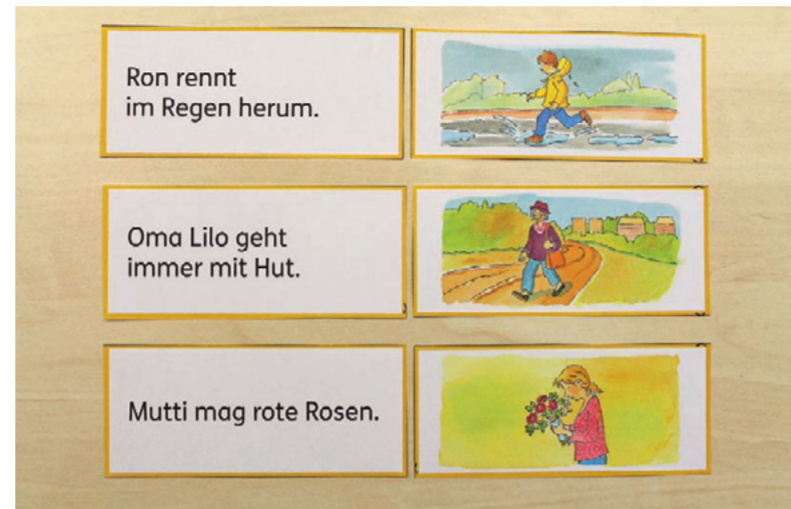 Ron rennt
im Regen herum.
Oma Lilo geht
immer mit Hut.
Mutti mag rote Rosen.